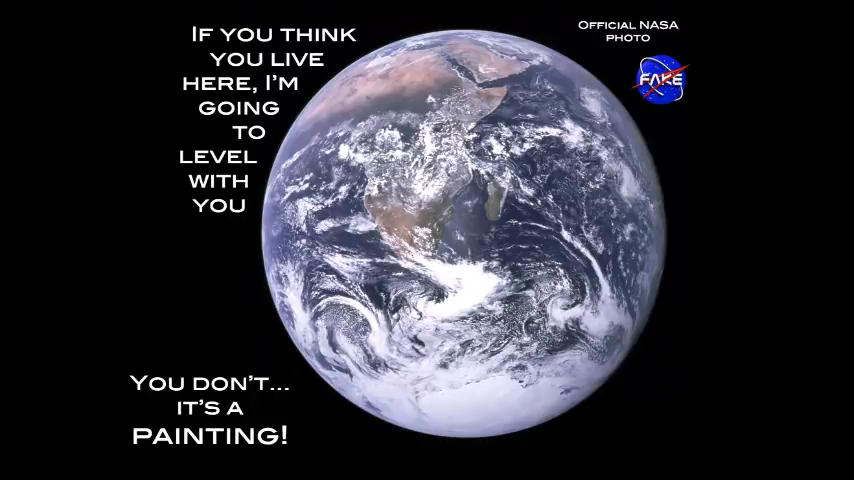 If you think
you live
here, I'm
going
to
level
with
you
Official NASA
photo
FAKE
You don't...
it's a
painting!